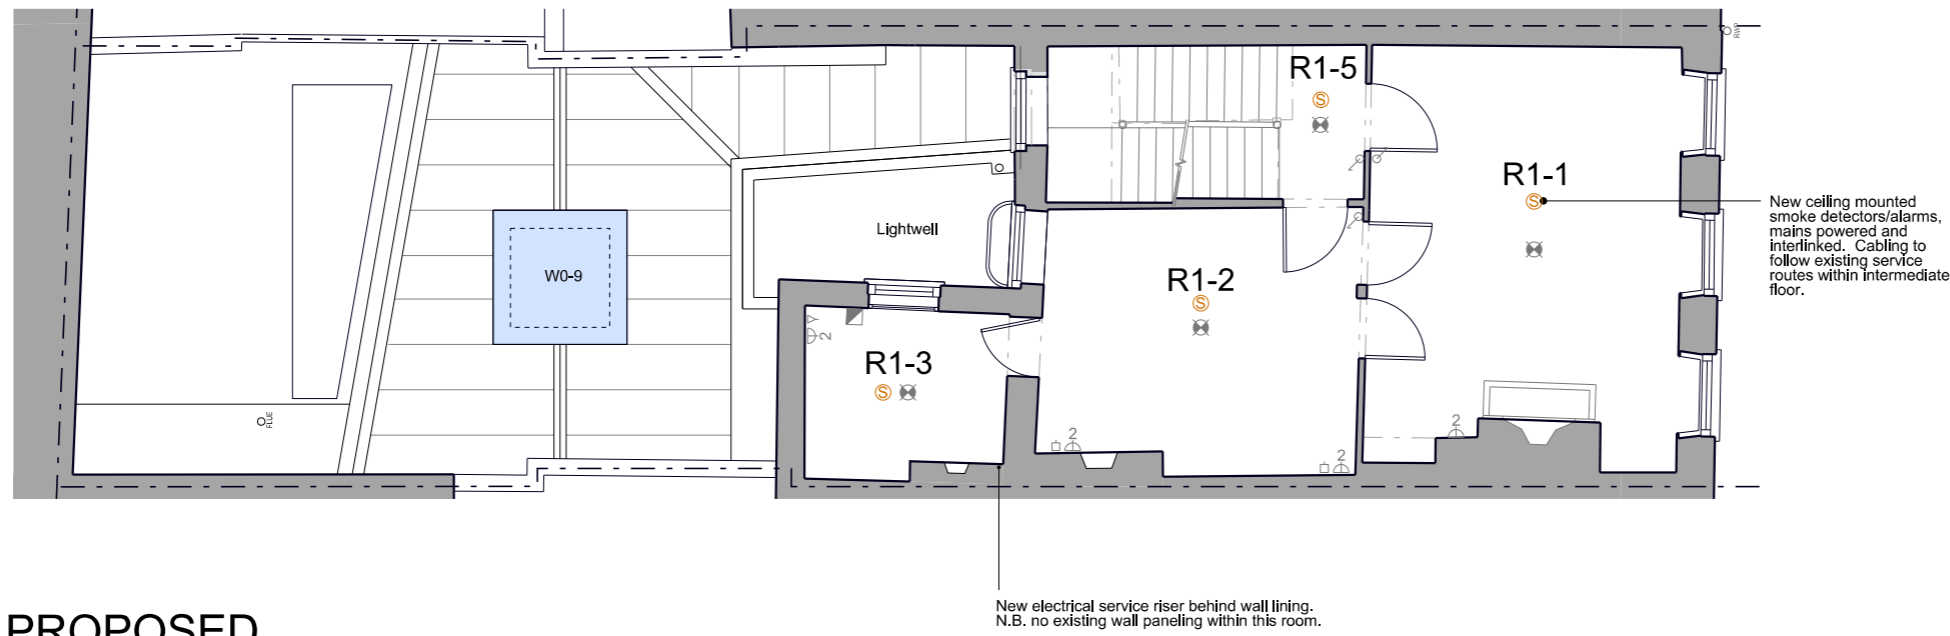 RWP
R1-5
S
R1-1
S
New ceiling mounted
smoke detectors/alarms,
mains powered and
interlinked. Cabling to
follow existing service
routes within intermediate
floor.
Lightwell
W0-9
R1-2
S
2
R1-3
S
FLUE
2
2
2
New electrical service riser behind wall lining.
N.B. no existing wall paneling within this room.
PROPOSED